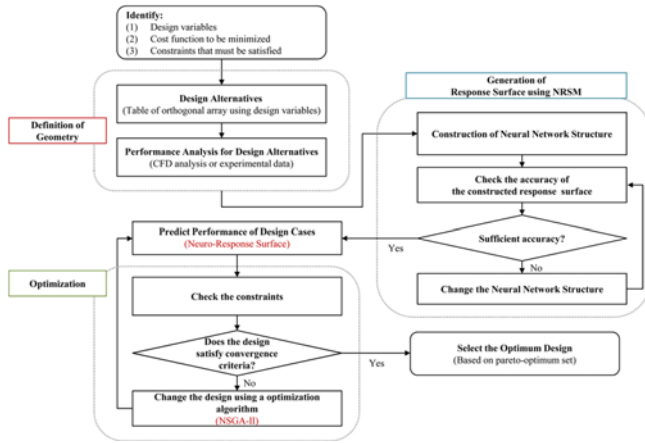 Identify:
(1) Design variables
(2) Cost function to be minimized
(3) Constraints that must be satisfied
Definition of
Geometry
Design Alternatives
(Table of orthogonal array using design variables)
Performance Analysis for Design Alternatives
(CFD analysis or experimental data)
Generation of
Response Surface using NRSM
Construction of Neural Network Structure
Check the accuracy of
the constructed response surface
Sufficient accuracy?
Yes
No
Change the Neural Network Structure
Predict Performance of Design Cases
(Neuro-Response Surface)
Optimization
Check the constraints
Does the design
satisfy convergence
criteria?
Yes
No
Change the design using a optimization
algorithm
(NSGA-II)
Select the Optimum Design
(Based on pareto-optimum set)